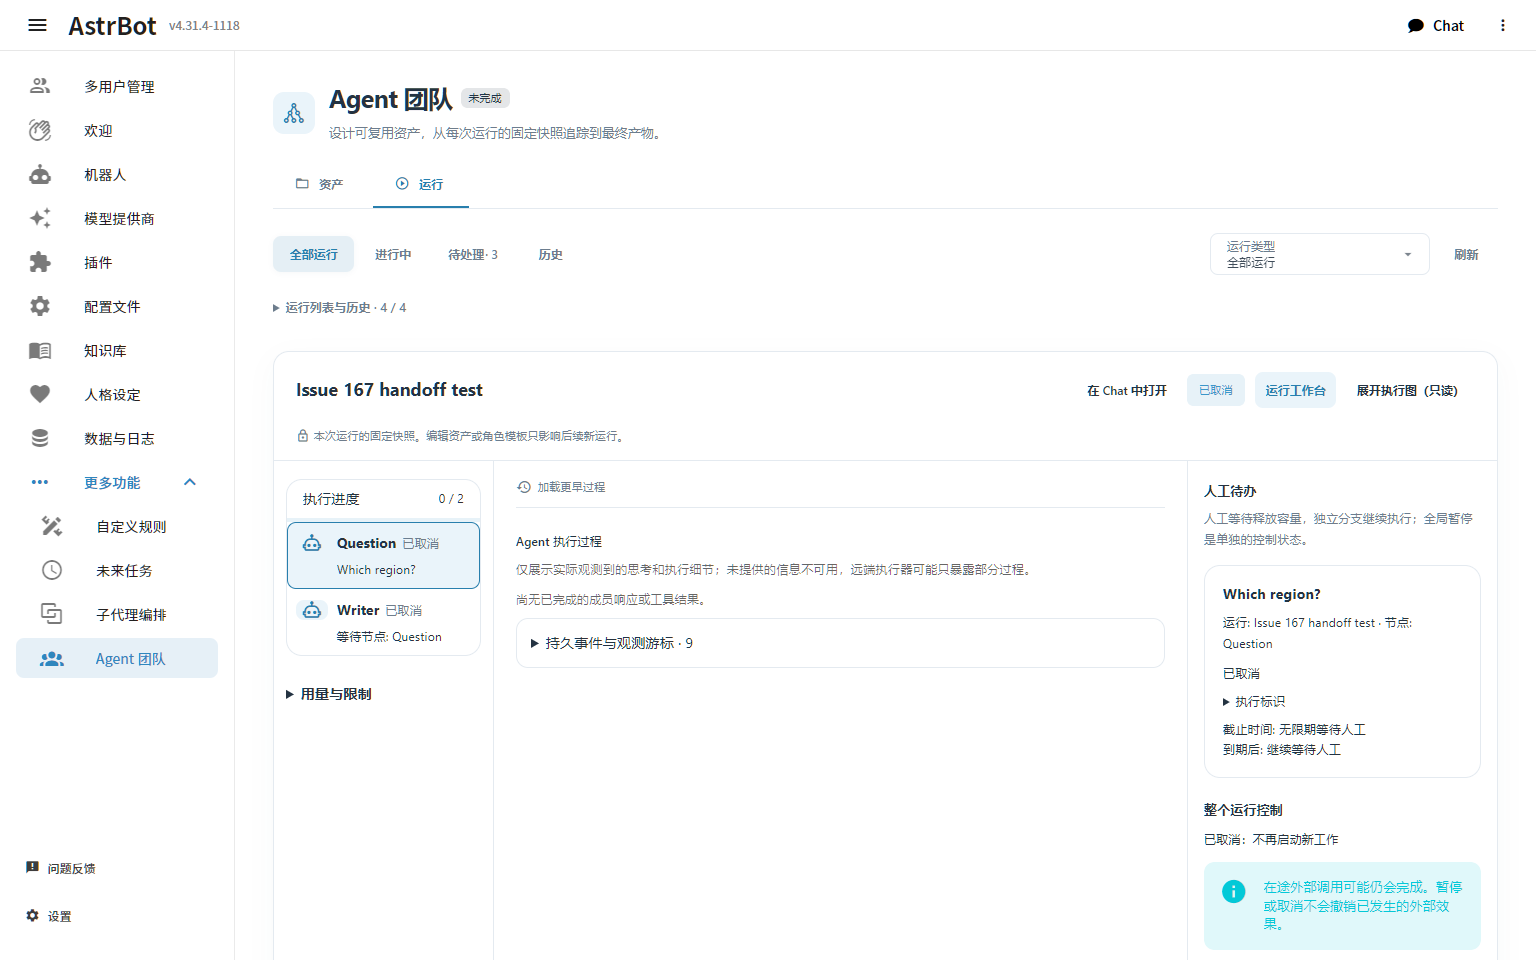 AstrBot v4.31.4-1118
Chat
多用户管理
欢迎
机器人
模型提供商
插件
配置文件
知识库
人格设定
数据与日志
更多功能
自定义规则
未来任务
子代理编排
Agent 团队
问题反馈
设置
Agent 团队 未完成
设计可复用资产，从每次运行的固定快照追踪到最终产物。
资产 运行
全部运行 进行中 待处理· 3 历史
运行类型
全部运行
刷新
运行列表与历史 · 4 / 4
Issue 167 handoff test
在 Chat 中打开 已取消 运行工作台 展开执行图（只读）
本次运行的固定快照。编辑资产或角色模板只影响后续新运行。
执行进度 0 / 2
Question 已取消
Which region?
Writer 已取消
等待节点: Question
用量与限制
加载更早过程
Agent 执行过程
仅展示实际观测到的思考和执行细节；未提供的信息不可用，远端执行器可能只暴露部分过程。
尚无已完成的成员响应或工具结果。
持久事件与观测游标 · 9
人工待办
人工等待释放容量，独立分支继续执行；全局暂停
是单独的控制状态。
Which region?
运行: Issue 167 handoff test · 节点:
Question
已取消
执行标识
截止时间: 无限期等待人工
到期后: 继续等待人工
整个运行控制
已取消：不再启动新工作
在途外部调用可能仍会完成。暂停
或取消不会撤销已发生的外部效
果。